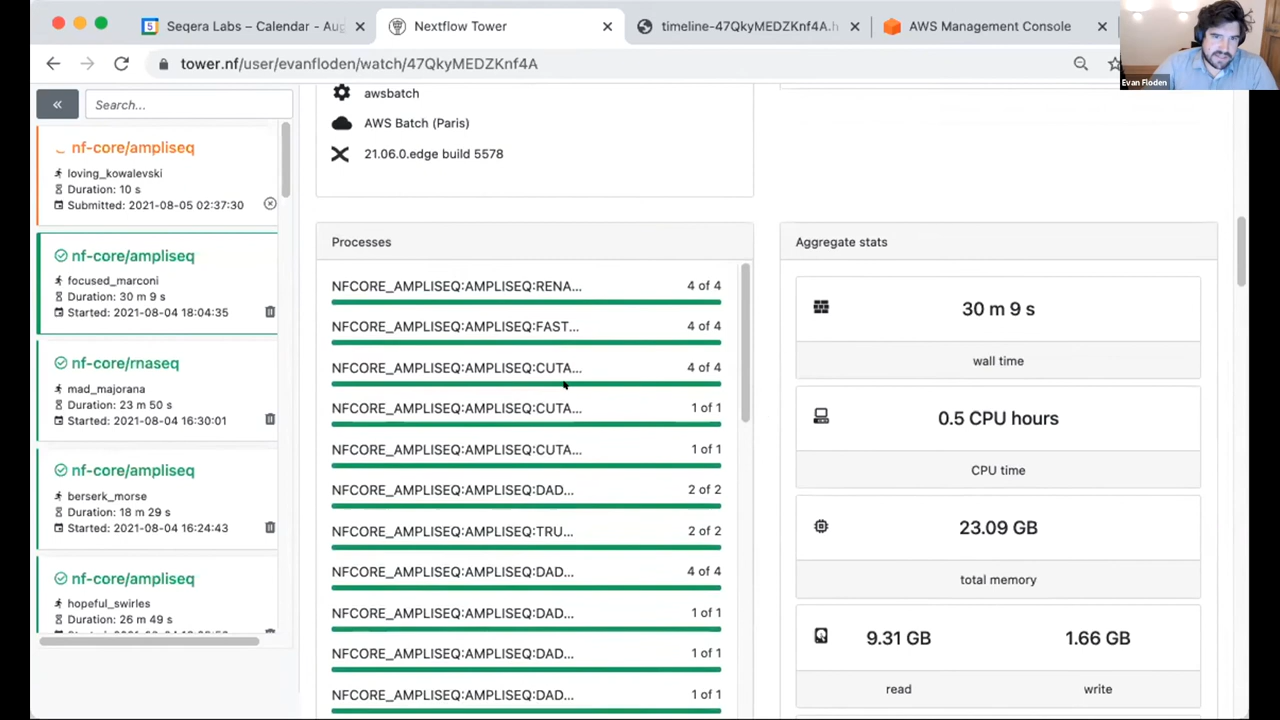 Seqera Labs – Calendar - Aug
Nextflow Tower
timeline-47QkyMEDZKnf4A.h
AWS Management Console
tower.nf/user/evanfloden/watch/47QkyMEDZKnf4A
Evan Floden
Search...
nf-core/ampliseq
loving_kowalevski
Duration: 10 s
Submitted: 2021-08-05 02:37:30
nf-core/ampliseq
focused_marconi
Duration: 30 m 9 s
Started: 2021-08-04 18:04:35
nf-core/rnaseq
mad_majorana
Duration: 23 m 50 s
Started: 2021-08-04 16:30:01
nf-core/ampliseq
berserk_morse
Duration: 18 m 29 s
Started: 2021-08-04 16:24:43
nf-core/ampliseq
hopeful_swirles
Duration: 26 m 49 s
awsbatch
AWS Batch (Paris)
21.06.0.edge build 5578
Processes
NFCORE_AMPLISEQ:AMPLISEQ:RENA... 4 of 4
NFCORE_AMPLISEQ:AMPLISEQ:FAST... 4 of 4
NFCORE_AMPLISEQ:AMPLISEQ:CUTA... 4 of 4
NFCORE_AMPLISEQ:AMPLISEQ:CUTA... 1 of 1
NFCORE_AMPLISEQ:AMPLISEQ:CUTA... 1 of 1
NFCORE_AMPLISEQ:AMPLISEQ:DAD... 2 of 2
NFCORE_AMPLISEQ:AMPLISEQ:TRU... 2 of 2
NFCORE_AMPLISEQ:AMPLISEQ:DAD... 4 of 4
NFCORE_AMPLISEQ:AMPLISEQ:DAD... 1 of 1
NFCORE_AMPLISEQ:AMPLISEQ:DAD... 1 of 1
NFCORE_AMPLISEQ:AMPLISEQ:DAD... 1 of 1
Aggregate stats
30 m 9 s
wall time
0.5 CPU hours
CPU time
23.09 GB
total memory
9.31 GB 1.66 GB
read write